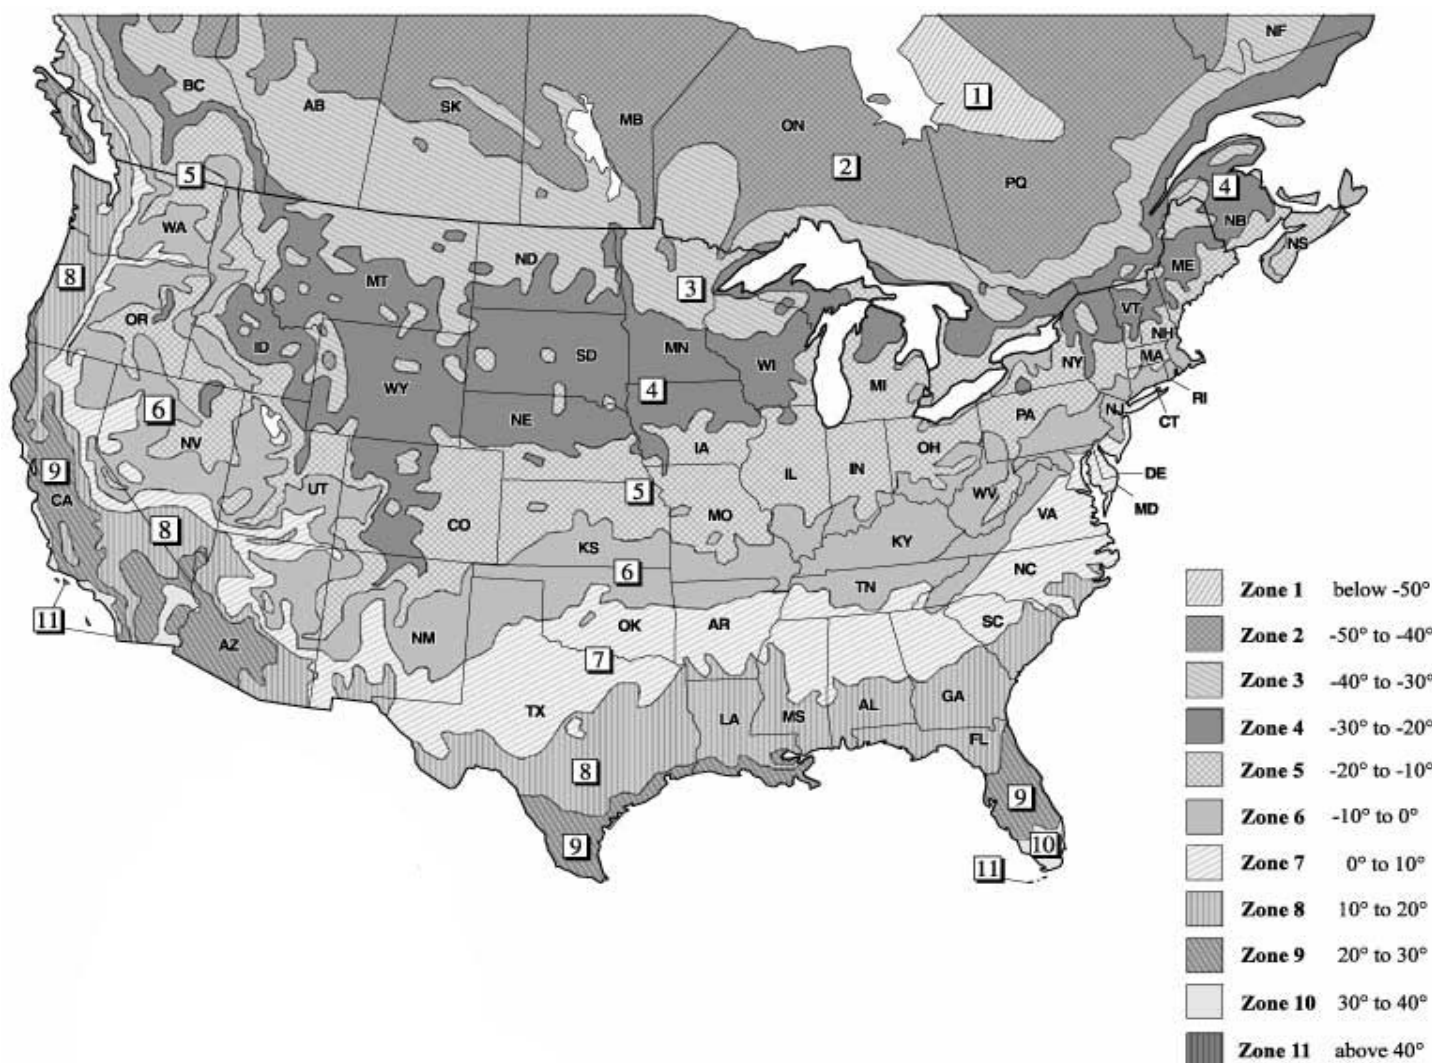 NF
BC
AB
SK
MB
ON
1
2
PQ
5
4
NB
NS
WA
8
MT
ND
3
ME
VT
NH
OR
ID
WY
SD
MN
WI
MI
NY
MA
RI
CT
6
NV
NE
4
IA
PA
NJ
OH
IL
IN
9
CA
UT
CO
5
MO
WV
DE
MD
VA
8
KS
6
KY
NC
TN
11
AZ
NM
OK
AR
SC
7
TX
LA
MS
AL
GA
FL
8
9
9
10
11
Zone 1 below -50°
Zone 2 -50° to -40°
Zone 3 -40° to -30°
Zone 4 -30° to -20°
Zone 5 -20° to -10°
Zone 6 -10° to 0°
Zone 7 0° to 10°
Zone 8 10° to 20°
Zone 9 20° to 30°
Zone 10 30° to 40°
Zone 11 above 40°